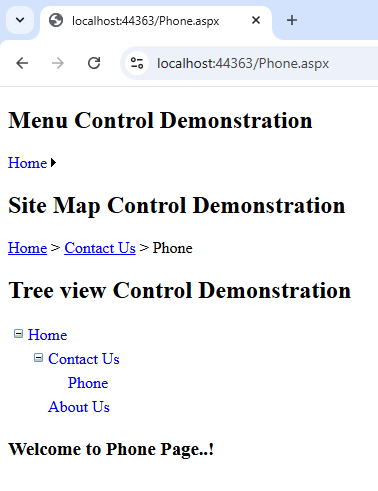 localhost:44363/Phone.aspx
localhost:44363/Phone.aspx
Menu Control Demonstration
Home
Site Map Control Demonstration
Home > Contact Us > Phone
Tree view Control Demonstration
Home
Contact Us
Phone
About Us
Welcome to Phone Page..!